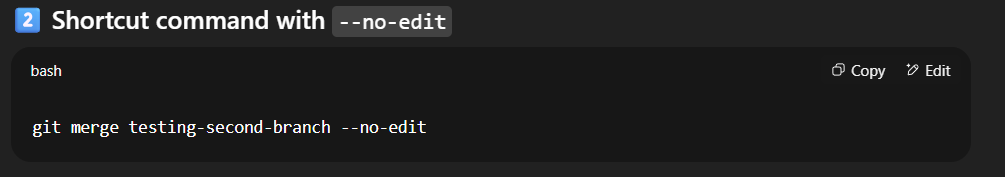 2 Shortcut command with --no-edit
bash Copy Edit
git merge testing-second-branch --no-edit